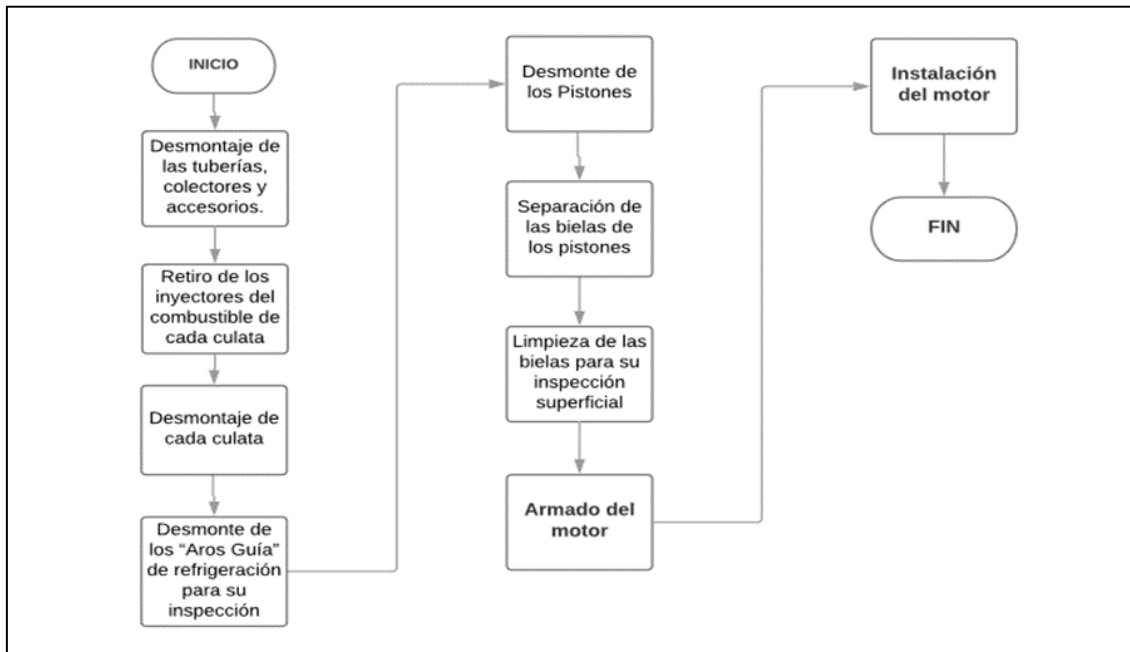 INICIO
Desmontaje de
las tuberías,
colectores y
accesorios.
Retiro de los
inyectores del
combustible de
cada culata
Desmontaje de
cada culata
Desmonte de
los “Aros Guía”
de refrigeración
para su
inspección
Desmonte de
los Pistones
Separación de
las bielas de
los pistones
Limpieza de las
bielas para su
inspección
superficial
Armado del
motor
Instalación
del motor
FIN